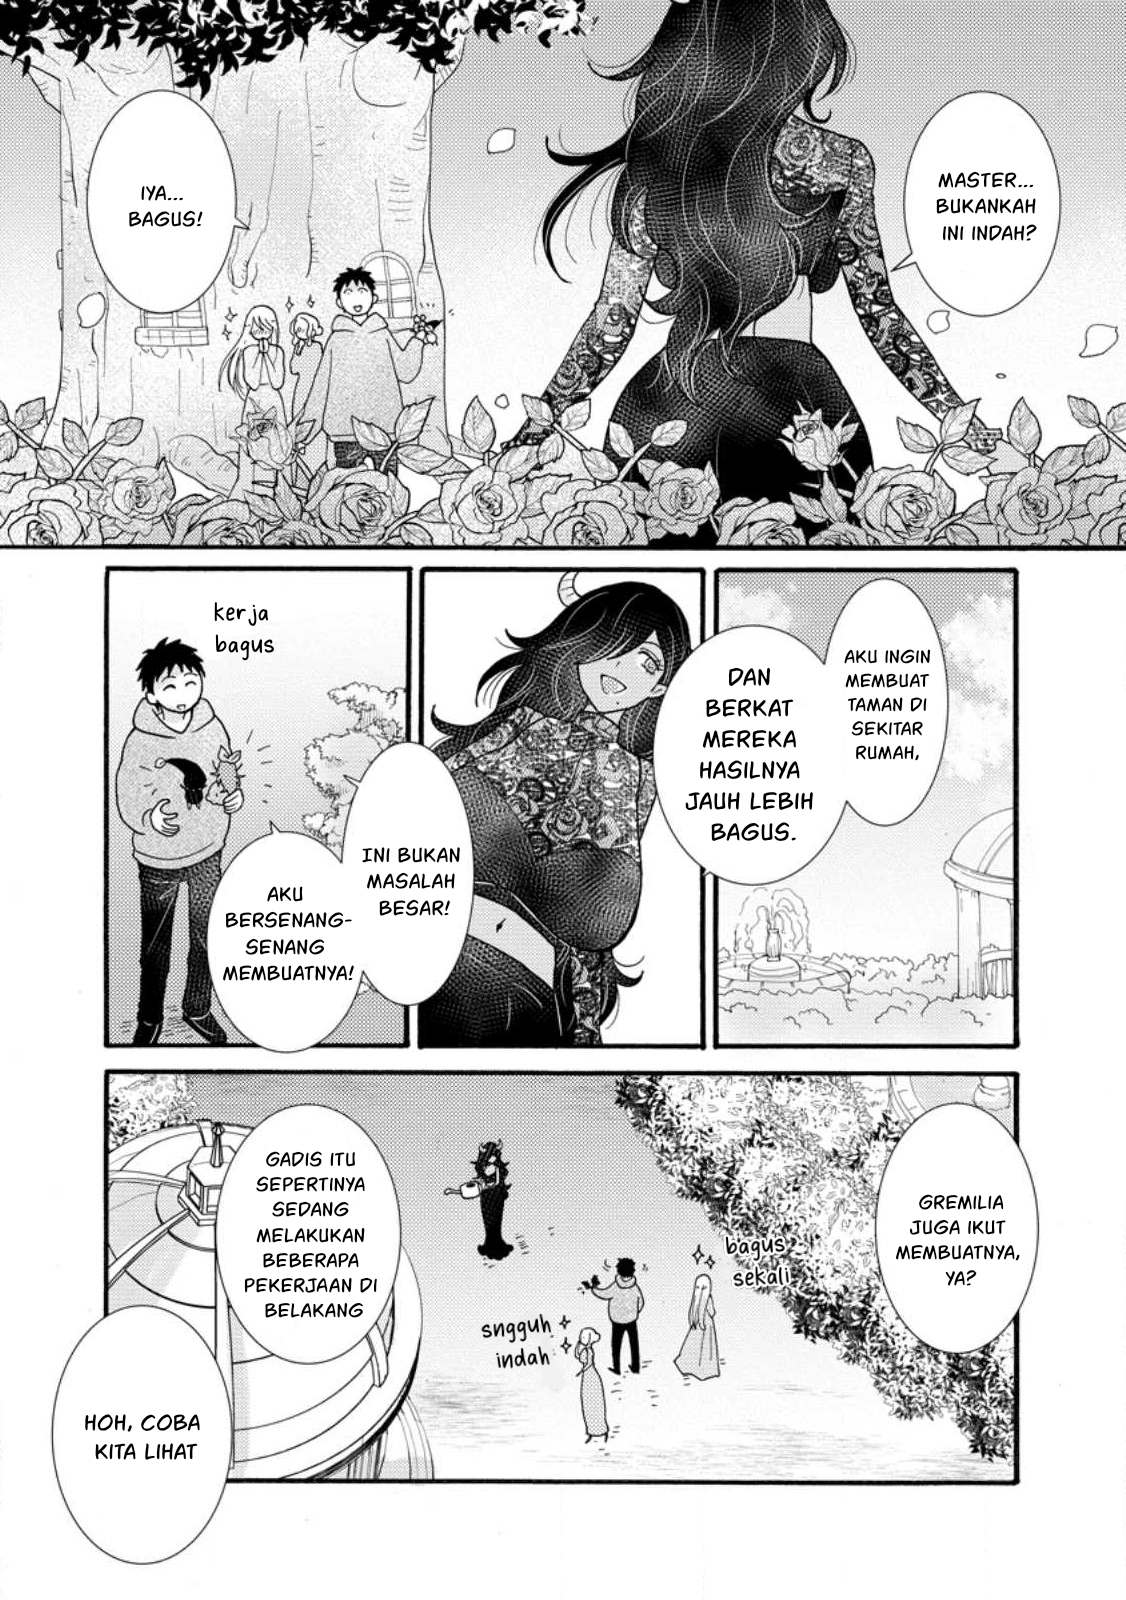 MASTER...
BUKANKAH
INI INDAH?
IYA...
BAGUS!
AKU INGIN
MEMBUAT
TAMAN DI
SEKITAR
RUMAH,
DAN
BERKAT
MEREKA
HASILNYA
JAUH LEBIH
BAGUS.
INI BUKAN
MASALAH
BESAR!
AKU
BERSENANG-
SENANG
MEMBUATNYA!
kerja
bagus
GREMILIA
JUGA IKUT
MEMBUATNYA,
YA?
bagus
sekali
sngguh
indah
GADIS ITU
SEPERTINYA
SEDANG
MELAKUKAN
BEBERAPA
PEKERJAAN DI
BELAKANG
HOH, COBA
KITA LIHAT